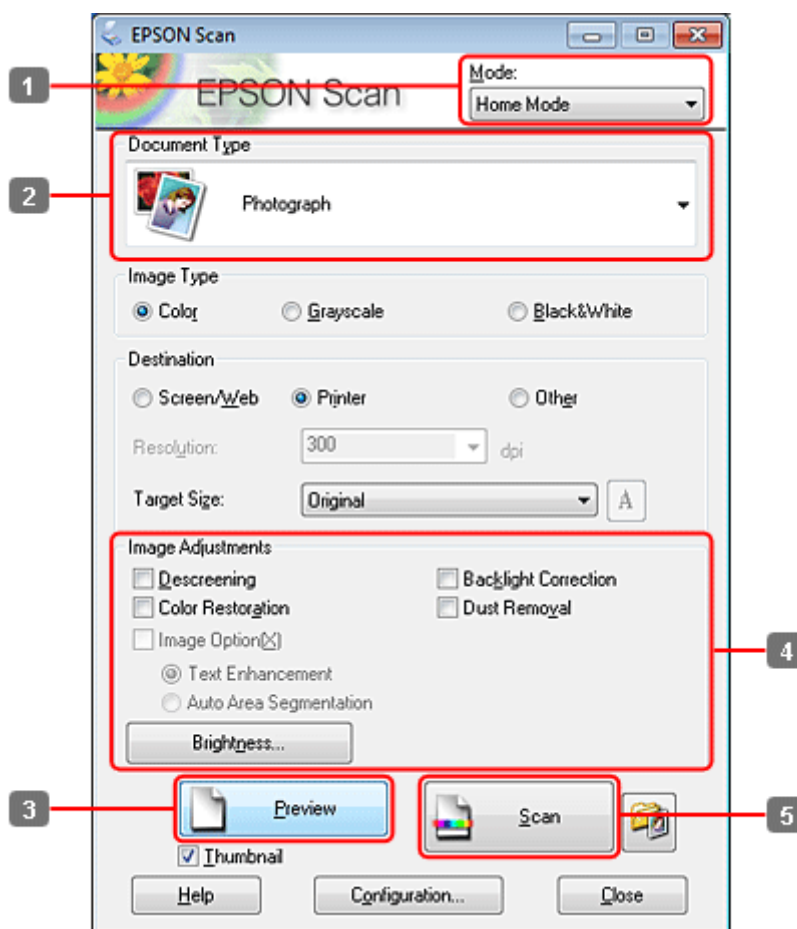 EPSON Scan
EPSON Scan
Mode:
1
Home Mode
Document Type
2
Photograph
Image Type
Color Grayscale Black&White
Destination
Screen/Web Printer Other
Resolution: 300 dpi
Target Size: Original A
Image Adjustments
Descreening Backlight Correction
Color Restoration Dust Removal
Image Option(X)
4
Text Enhancement
Auto Area Segmentation
Brightness...
3 Preview Scan 5
Thumbnail
Help Configuration... Close